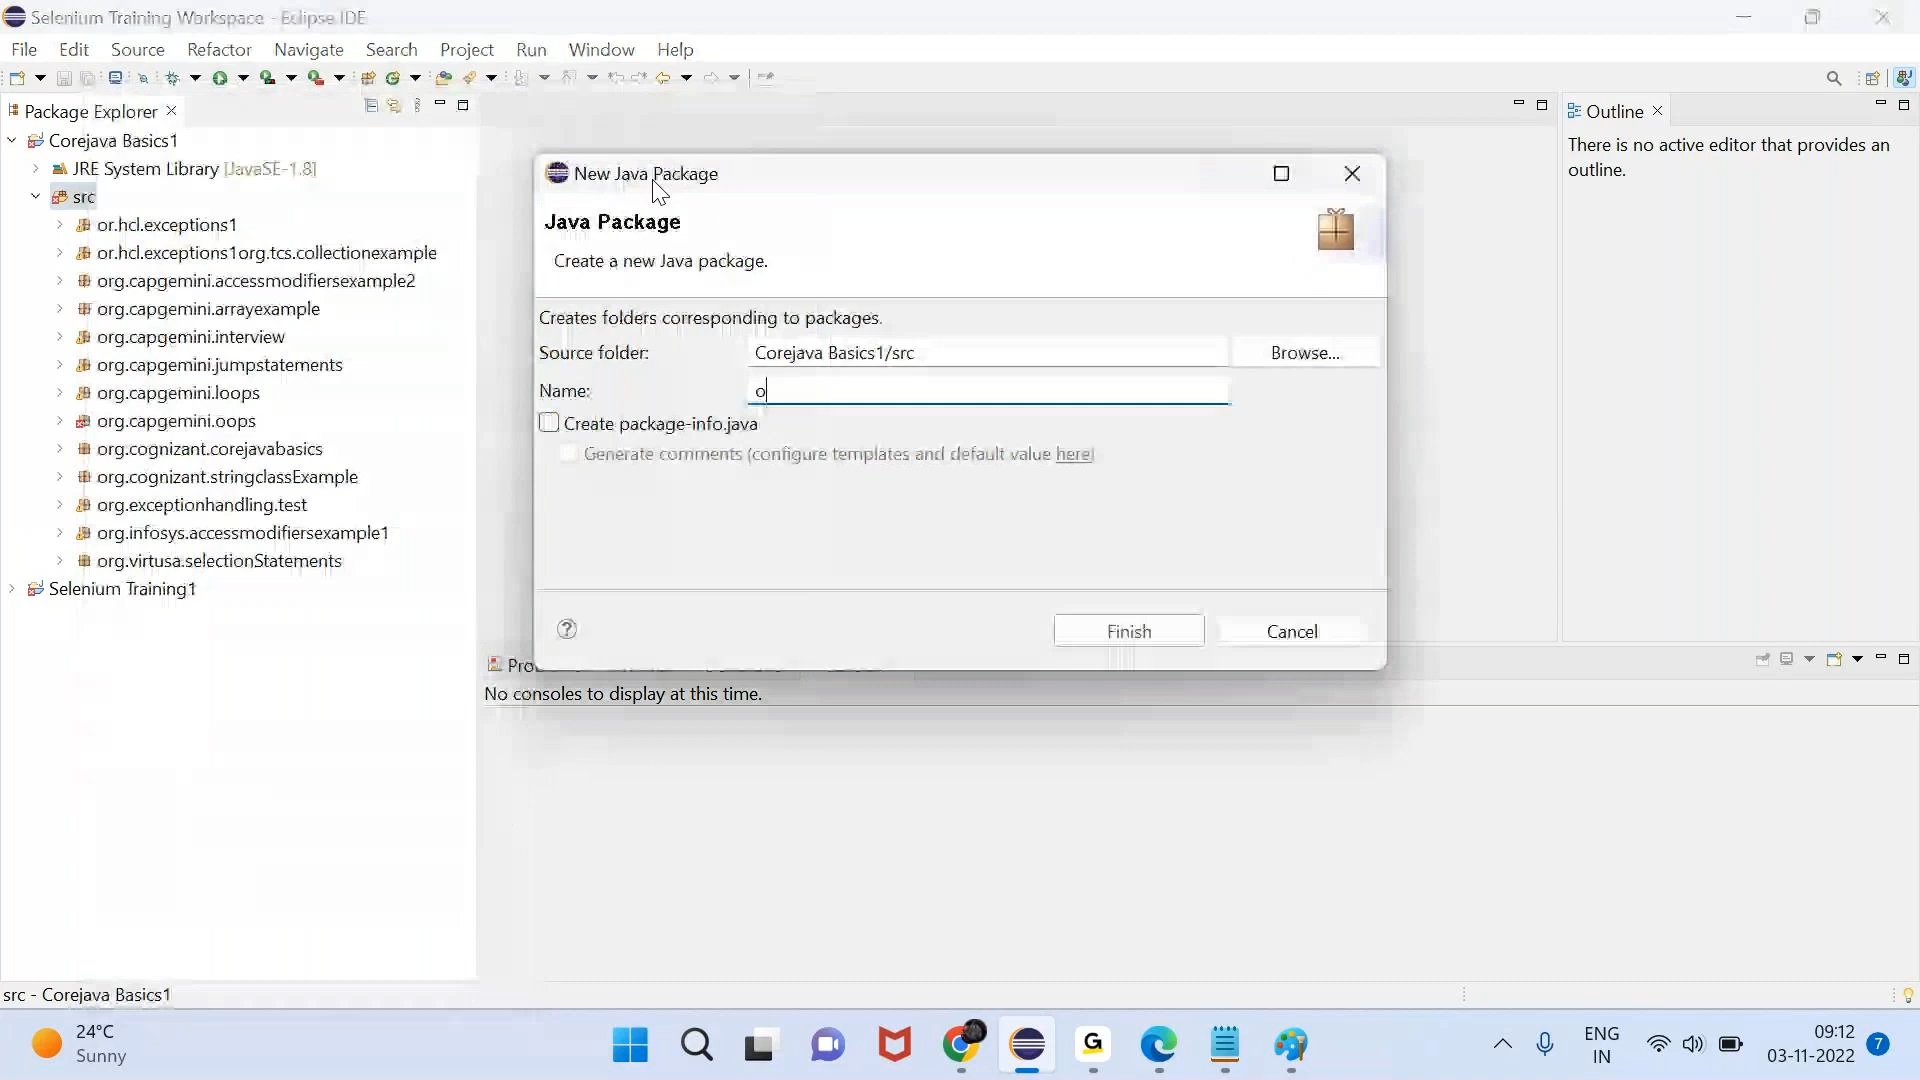 Selenium Training Workspace - Eclipse IDE
File Edit Source Refactor Navigate Search Project Run Window Help
Package Explorer
Outline
Corejava Basics1
There is no active editor that provides an
outline.
JRE System Library [JavaSE-1.8]
src
or.hcl.exceptions1
or.hcl.exceptions1org.tcs.collectionexample
org.capgemini.accessmodifiersexample2
org.capgemini.arrayexample
org.capgemini.interview
org.capgemini.jumpstatements
org.capgemini.loops
org.capgemini.oops
org.cognizant.corejavabasics
org.cognizant.stringclassExample
org.exceptionhandling.test
org.infosys.accessmodifiersexample1
org.virtusa.selectionStatements
Selenium Training1
New Java Package
Java Package
Create a new Java package.
Creates folders corresponding to packages.
Source folder: Corejava Basics1/src Browse...
Name: o
Create package-info.java
Generate comments (configure templates and default value here)
? Finish Cancel
No consoles to display at this time.
src - Corejava Basics1
24°C
Sunny
G
ENG
IN
09:12
03-11-2022
7